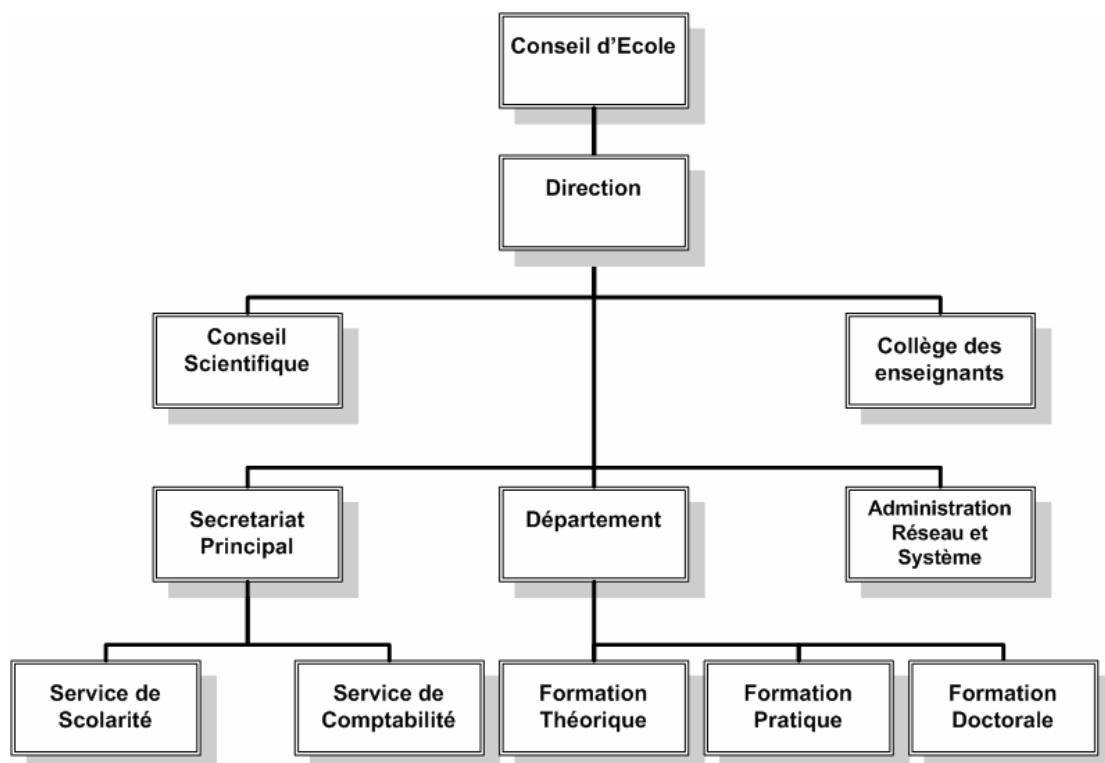 Conseil d'Ecole
Direction
Conseil
Scientifique
Collège des
enseignants
Secretariat
Principal
Département
Administration
Réseau et
Système
Service de
Scolarité
Service de
Comptabilité
Formation
Théorique
Formation
Pratique
Formation
Doctorale